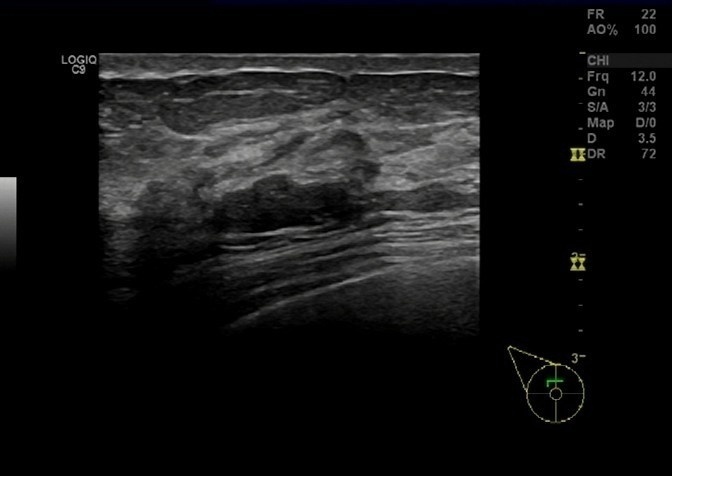 FR 22
AO% 100
LOGIQ
C9
CHI
Frq 12.0
Gn 44
S/A 3/3
Map D/0
D 3.5
DR 72
3